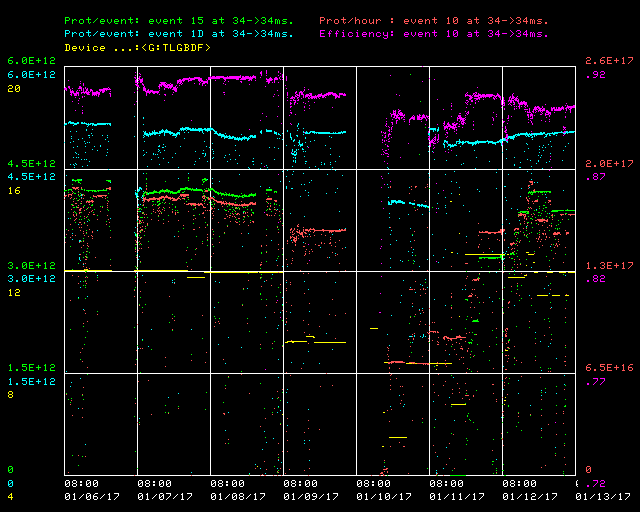 Prot/event: event 15 at 34->34ms. Prot/hour : event 10 at 34->34ms.
Prot/event: event 1D at 34->34ms. Efficiency: event 10 at 34->34ms.
Device ...:<G:TLGBDF>
6.0E+12 2.6E+17
6.0E+12 .92
20
4.5E+12 2.0E+17
4.5E+12 .87
16
3.0E+12 1.3E+17
3.0E+12 .82
12
1.5E+12 6.5E+16
1.5E+12 .77
8
0 0
0 .72
4
08:00 08:00 08:00 08:00 08:00 08:00 08:00
01/06/17 01/07/17 01/08/17 01/09/17 01/10/17 01/11/17 01/12/17 01/13/17